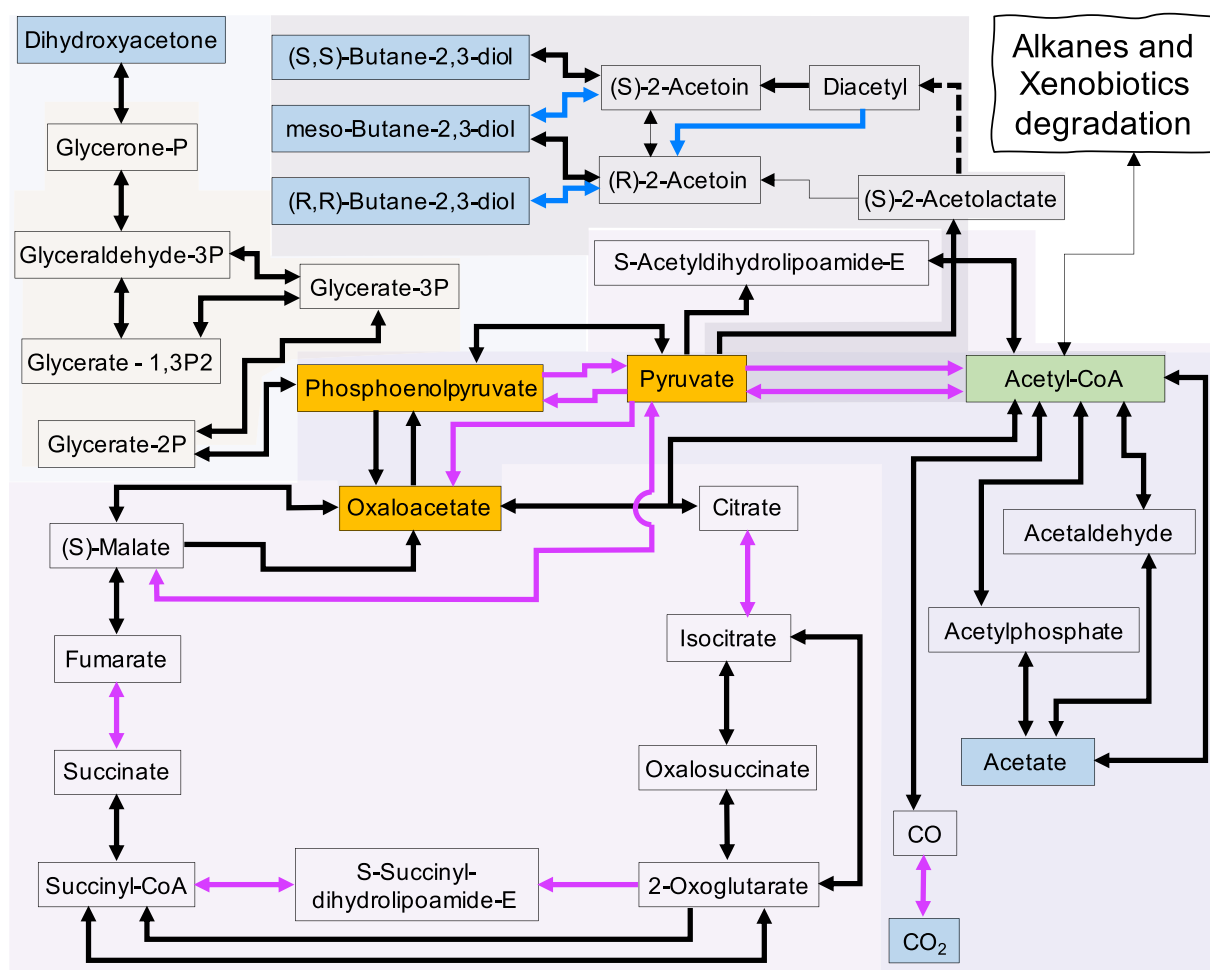 Dihydroxyacetone
Glycerone-P
Glyceraldehyde-3P
Glycerate-3P
Glycerate - 1,3P2
Glycerate-2P
(S,S)-Butane-2,3-diol
meso-Butane-2,3-diol
(R,R)-Butane-2,3-diol
(S)-2-Acetoin
(R)-2-Acetoin
Diacetyl
(S)-2-Acetolactate
Alkanes and
Xenobiotics
degradation
S-Acetyldihydrolipoamide-E
Phosphoenolpyruvate
Pyruvate
Acetyl-CoA
Oxaloacetate
Citrate
(S)-Malate
Acetaldehyde
Fumarate
Isocitrate
Acetylphosphate
Succinate
Oxalosuccinate
Acetate
CO
Succinyl-CoA
S-Succinyl-
dihydrolipoamide-E
2-Oxoglutarate
CO₂